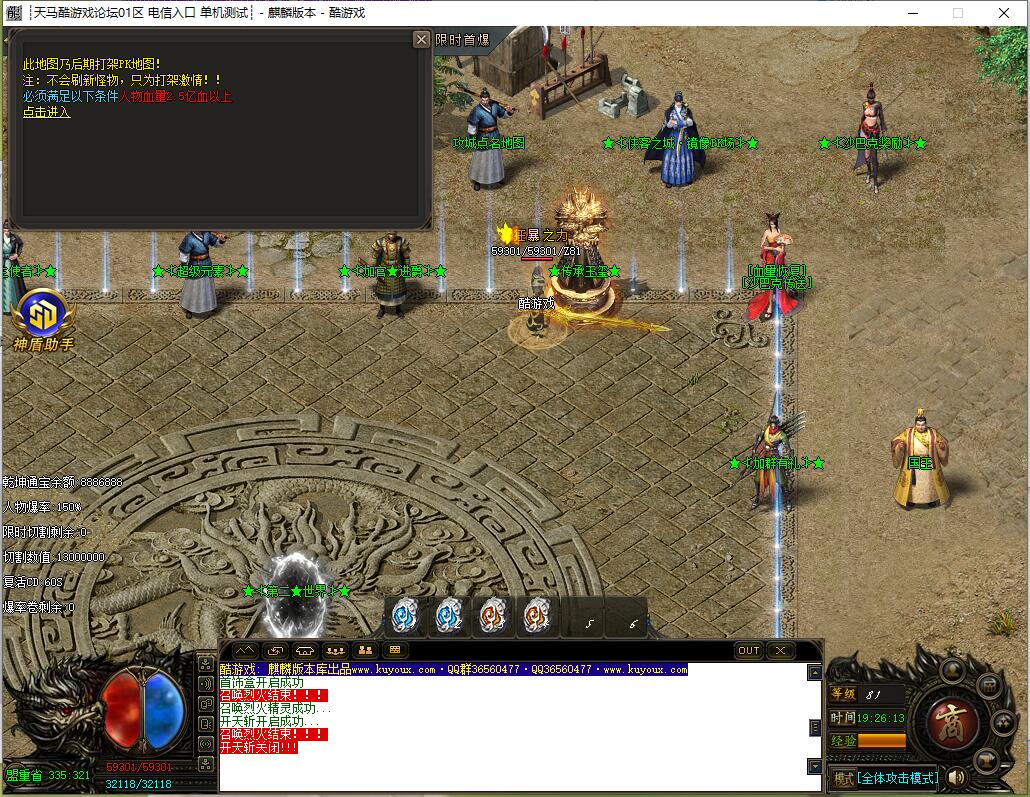 天马酷游戏论坛01区 电信入口 单机测试 - 麒麟版本 - 酷游戏
限时首爆
此地图乃后期打架PK地图!
注: 不会刷新怪物, 只为打架激情! !
必须满足以下条件人物血量2.5亿血以上
点击进入
攻城点名地图
★侠客之城·镜像PK场★
★沙巴克奖励★
狂暴之力
59301/59301/Z81
使者★
★超级元素★
★加官★进爵★
★传承玉玺★
[血量恢复]
[沙巴克传送]
酷游戏
神盾助手
★加群有礼★
国王
乾坤通宝余额:8886888
人物爆率:150%
限时切割剩余:0
切割数值:13000000
复活CD:60S
爆率卷剩余:0
★第二★世界★
5 6
OUT
酷游戏: 麒麟版本库出品www.kuyoux.com·QQ群36560477·QQ36560477·www.kuyoux.com
首饰盒开启成功
召唤烈火结束!!!!
召唤烈火精灵成功...
开天斩开启成功...
召唤烈火结束!!!!
开天斩关闭!!!
59301/59301
32118/32118
盟重省 335:321
等级 81
时间 19:26:13
经验
商
模式 [全体攻击模式]